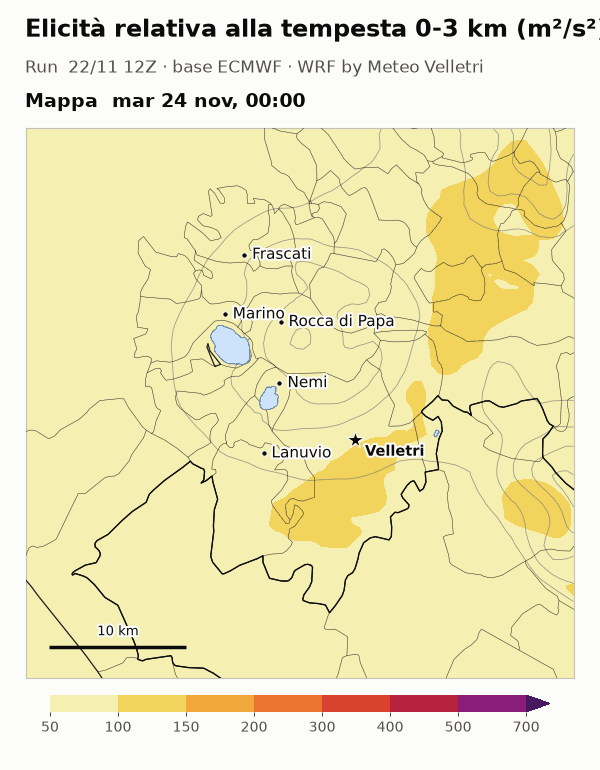 Elicità relativa alla tempesta 0-3 km (m²/s²)
Run  22/11 12Z · base ECMWF · WRF by Meteo Velletri
Mappa  mar 24 nov, 00:00
Frascati
Marino
Rocca di Papa
Nemi
Velletri
Lanuvio
10 km
50 100 150 200 300 400 500 700